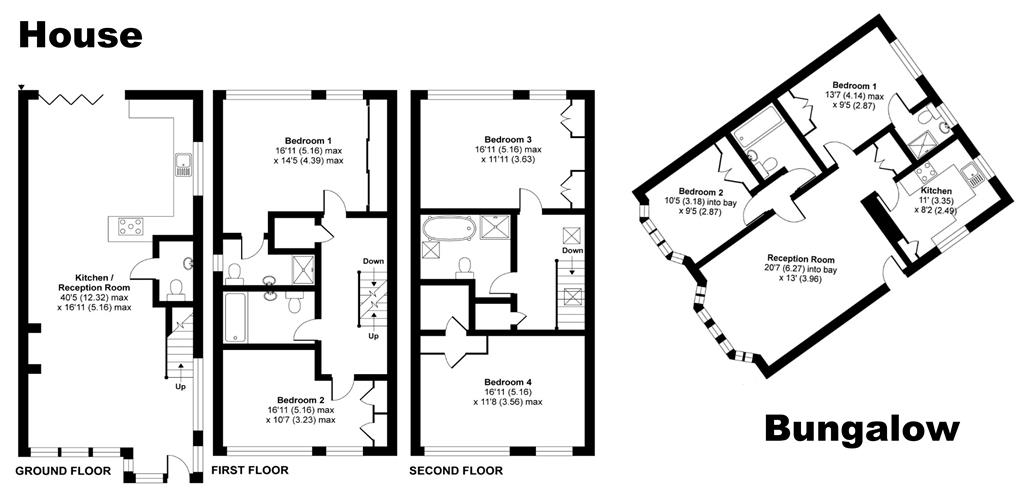 House
Kitchen /
Reception Room
40'5 (12.32) max
x 16'11 (5.16) max
Up
GROUND FLOOR
Bedroom 1
16'11 (5.16) max
x 14'5 (4.39) max
Down
Up
Bedroom 2
16'11 (5.16) max
x 10'7 (3.23) max
FIRST FLOOR
Bedroom 3
16'11 (5.16) max
x 11'11 (3.63)
Down
Bedroom 4
16'11 (5.16)
x 11'8 (3.56) max
SECOND FLOOR
Bedroom 1
13'7 (4.14) max
x 9'5 (2.87)
Bedroom 2
10'5 (3.18) into bay
x 9'5 (2.87)
Kitchen
11' (3.35)
x 8'2 (2.49)
Reception Room
20'7 (6.27) into bay
x 13' (3.96)
Bungalow